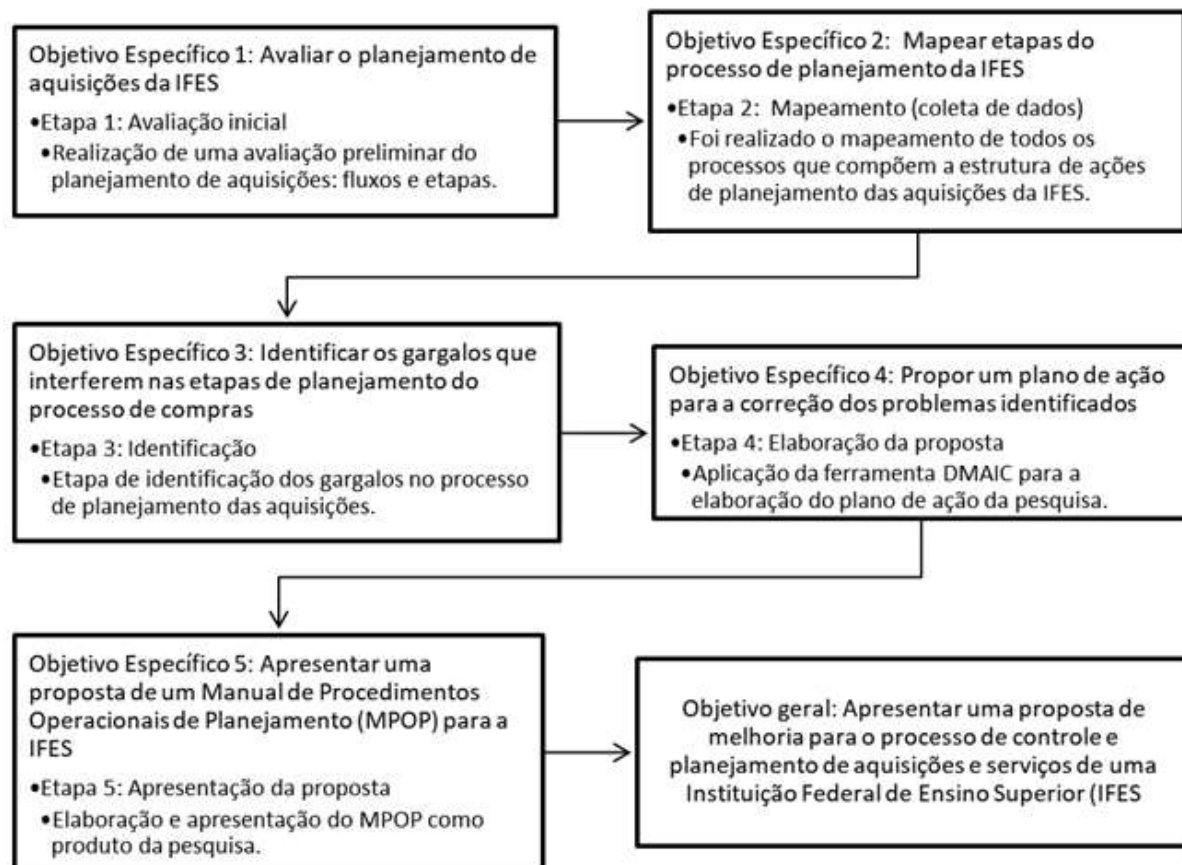 Objetivo Específico 1: Avaliar o planejamento de
aquisições da IFES
•Etapa 1: Avaliação inicial
•Realização de uma avaliação preliminar do
planejamento de aquisições: fluxos e etapas.
Objetivo Específico 2: Mapear etapas do
processo de planejamento da IFES
•Etapa 2: Mapeamento (coleta de dados)
•Foi realizado o mapeamento de todos os
processos que compõem a estrutura de ações
de planejamento das aquisições da IFES.
Objetivo Específico 3: Identificar os gargalos que
interferem nas etapas de planejamento do
processo de compras
•Etapa 3: Identificação
•Etapa de identificação dos gargalos no processo
de planejamento das aquisições.
Objetivo Específico 4: Propor um plano de ação
para a correção dos problemas identificados
•Etapa 4: Elaboração da proposta
•Aplicação da ferramenta DMAIC para a
elaboração do plano de ação da pesquisa.
Objetivo Específico 5: Apresentar uma
proposta de um Manual de Procedimentos
Operacionais de Planejamento (MPOP) para a
IFES
•Etapa 5: Apresentação da proposta
•Elaboração e apresentação do MPOP como
produto da pesquisa.
Objetivo geral: Apresentar uma proposta de
melhoria para o processo de controle e
planejamento de aquisições e serviços de uma
Instituição Federal de Ensino Superior (IFES